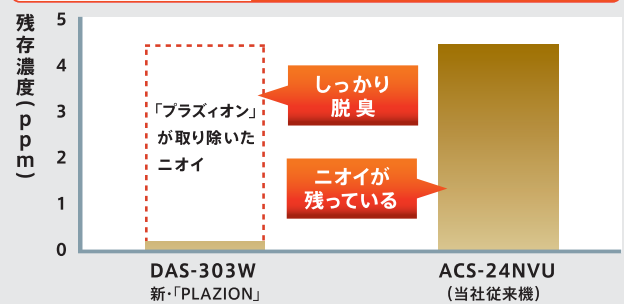 残存濃度(ppm)
5
4
3
2
1
0
「プラズィオン」
が取り除いた
ニオイ
しっかり
脱臭
ニオイが
残っている
DAS-303W
新・「PLAZION」
ACS-24NVU
(当社従来機)